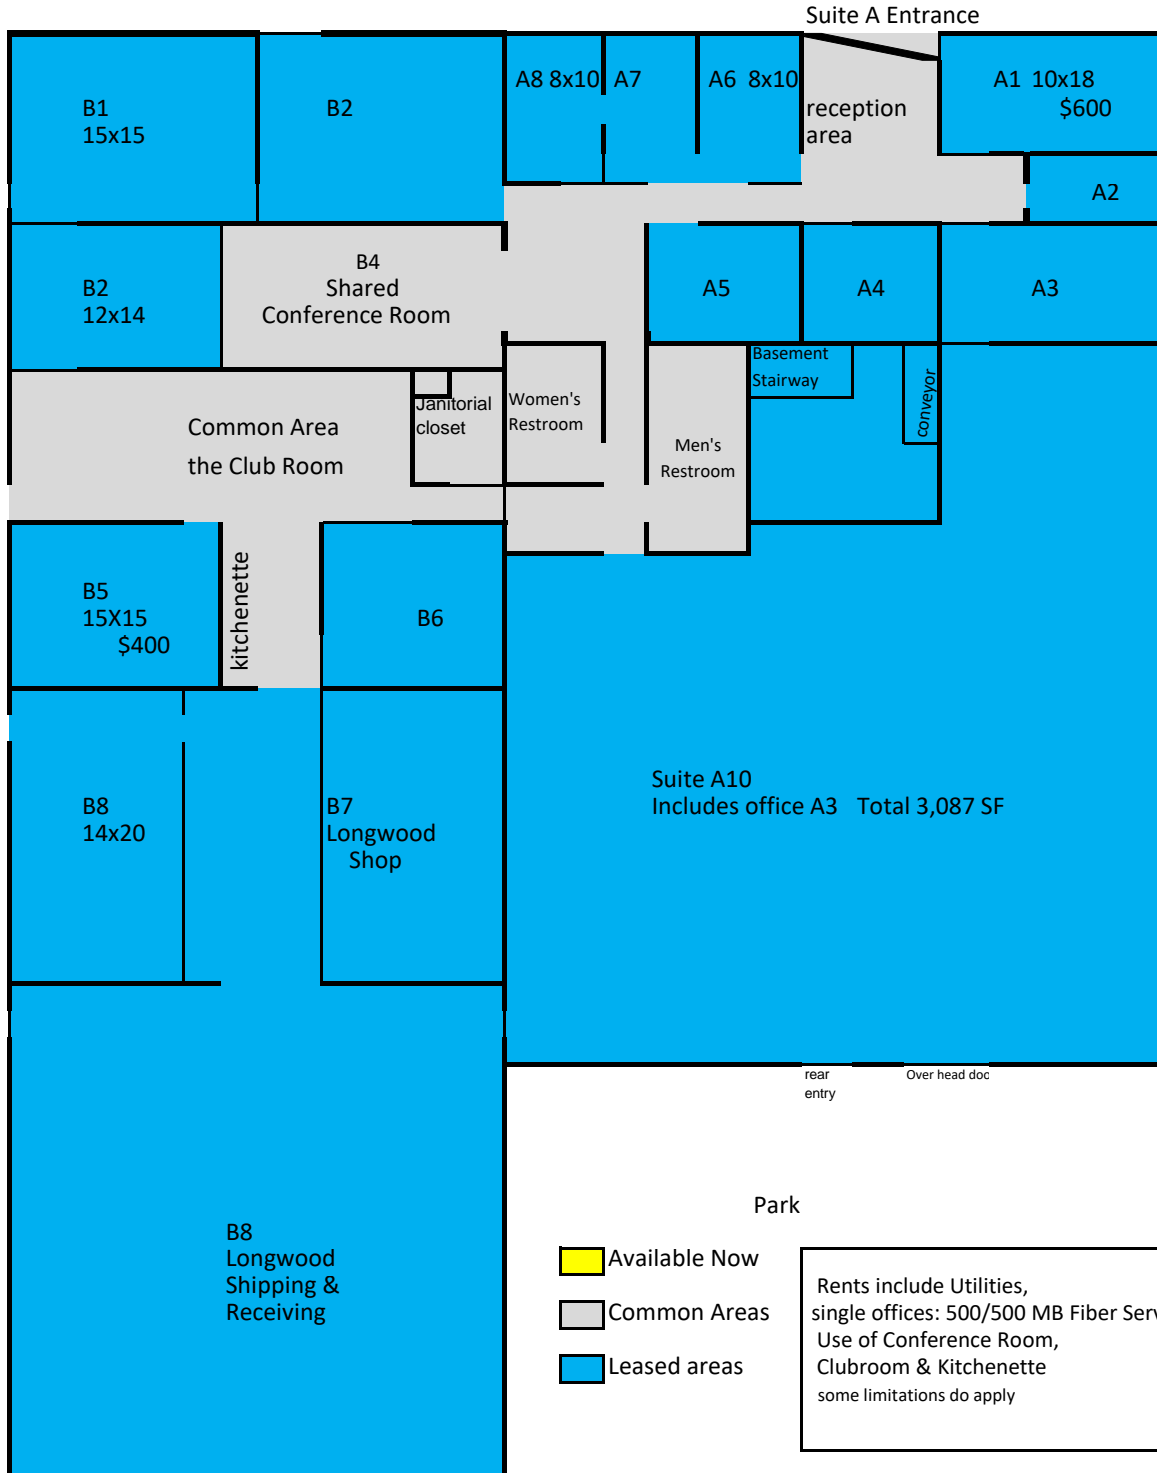 Suite A Entrance
A8 8x10
A7
A6 8x10
A1 10x18
$600
B1
15x15
B2
reception
area
A2
B4
Shared
Conference Room
B2
12x14
A5
A4
A3
Basement
Stairway
conveyor
Janitorial
closet
Women's
Restroom
Men's
Restroom
Common Area
the Club Room
kitchenette
B5
15X15
$400
B6
Suite A10
Includes office A3 Total 3,087 SF
B8
14x20
B7
Longwood
Shop
rear
entry
Over head doo
Park
B8
Longwood
Shipping &
Receiving
Available Now
Common Areas
Leased areas
Rents include Utilities,
single offices: 500/500 MB Fiber Serv
Use of Conference Room,
Clubroom & Kitchenette
some limitations do apply